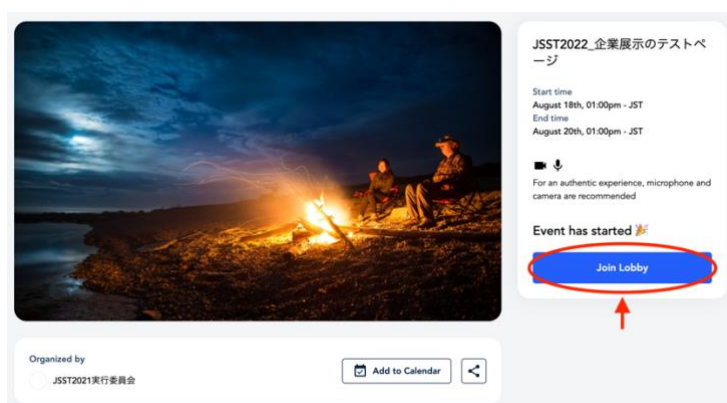 JSST2022_企業展示のテストペ
ージ
Start time
August 18th, 01:00pm - JST
End time
August 20th, 01:00pm - JST
For an authentic experience, microphone and
camera are recommended
Event has started 🎉
Join Lobby
Organized by
JSST2021実行委員会
Add to Calendar